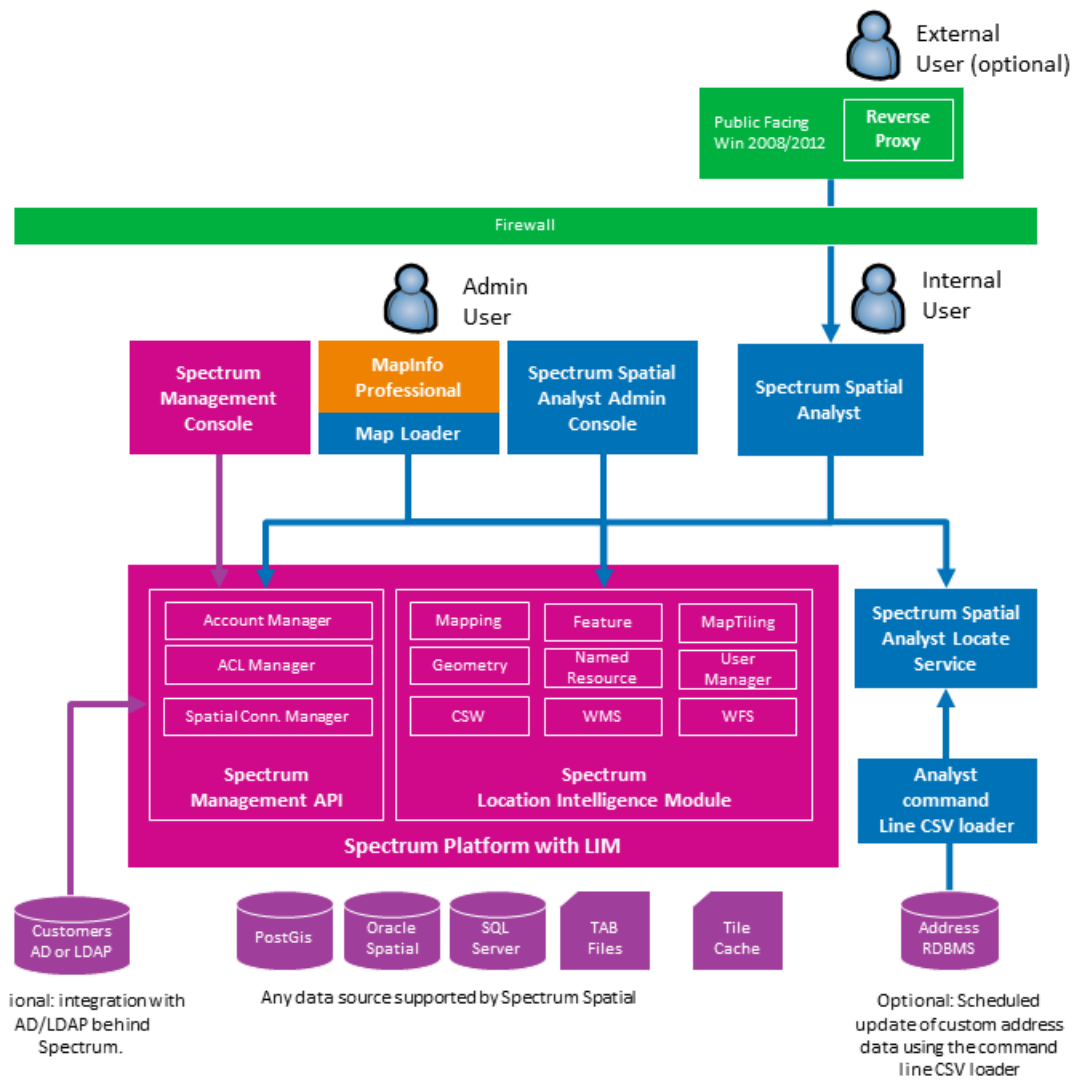 External
User (optional)
Public Facing
Win 2008/2012
Reverse
Proxy
Firewall
Admin
User
Internal
User
Spectrum
Management
Console
MapInfo
Professional
Map Loader
Spectrum Spatial
Analyst Admin
Console
Spectrum Spatial
Analyst
Account Manager
ACL Manager
Spatial Conn. Manager
Spectrum
Management API
Mapping
Feature
MapTiling
Geometry
Named
Resource
User
Manager
CSW
WMS
WFS
Spectrum
Location Intelligence Module
Spectrum Platform with LIM
Spectrum Spatial
Analyst Locate
Service
Analyst
command
Line CSV loader
Customers
AD or LDAP
PostGis
Oracle
Spatial
SQL
Server
TAB
Files
Tile
Cache
Address
RDBMS
ional: integration with
AD/LDAP behind
Spectrum.
Any data source supported by Spectrum Spatial
Optional: Scheduled
update of custom address
data using the command
line CSV loader